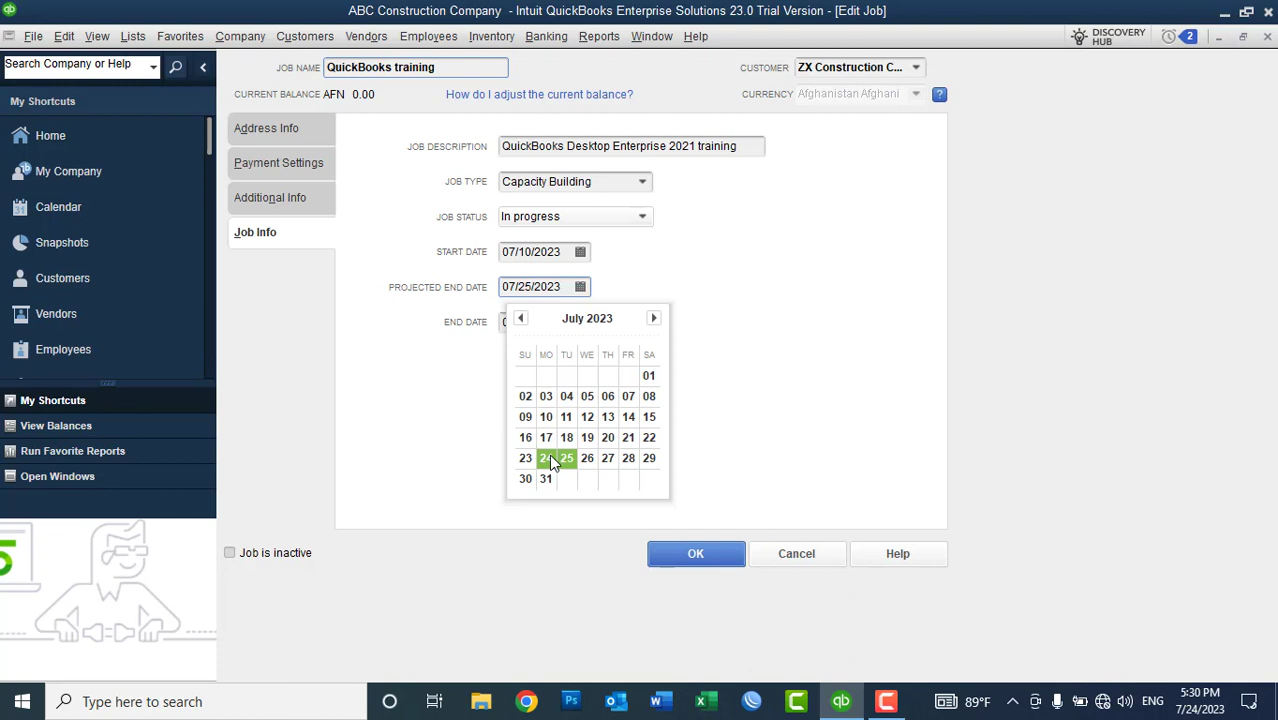 ABC Construction Company - Intuit QuickBooks Enterprise Solutions 23.0 Trial Version - [Edit Job]
File Edit View Lists Favorites Company Customers Vendors Employees Inventory Banking Reports Window Help
DISCOVERY HUB 2
Search Company or Help
My Shortcuts
Home
My Company
Calendar
Snapshots
Customers
Vendors
Employees
My Shortcuts
View Balances
Run Favorite Reports
Open Windows
JOB NAME QuickBooks training CUSTOMER ZX Construction C...
CURRENT BALANCE AFN 0.00 How do I adjust the current balance? CURRENCY Afghanistan Afghani ?
Address Info
Payment Settings
Additional Info
Job Info
JOB DESCRIPTION QuickBooks Desktop Enterprise 2021 training
JOB TYPE Capacity Building
JOB STATUS In progress
START DATE 07/10/2023
PROJECTED END DATE 07/25/2023
END DATE
July 2023
SU MO TU WE TH FR SA
01
02 03 04 05 06 07 08
09 10 11 12 13 14 15
16 17 18 19 20 21 22
23 24 25 26 27 28 29
30 31
Job is inactive
OK Cancel Help
Type here to search
89°F ENG
5:30 PM
7/24/2023